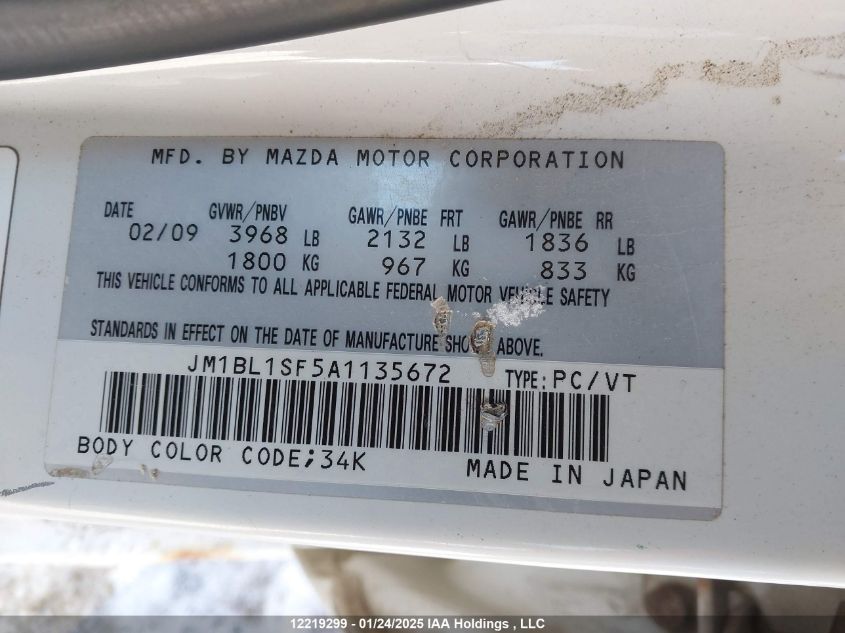 MFD. BY MAZDA MOTOR CORPORATION
DATE GVWR/PNBV GAWR/PNBE FRT GAWR/PNBE RR
02/09 3968 LB 2132 LB 1836 LB
1800 KG 967 KG 833 KG
THIS VEHICLE CONFORMS TO ALL APPLICABLE FEDERAL MOTOR VEHICLE SAFETY
STANDARDS IN EFFECT ON THE DATE OF MANUFACTURE SHOWN ABOVE.
JM1BL1SF5A1135672 TYPE: PC/VT
BODY COLOR CODE;34K MADE IN JAPAN
12219299 - 01/24/2025 IAA Holdings , LLC